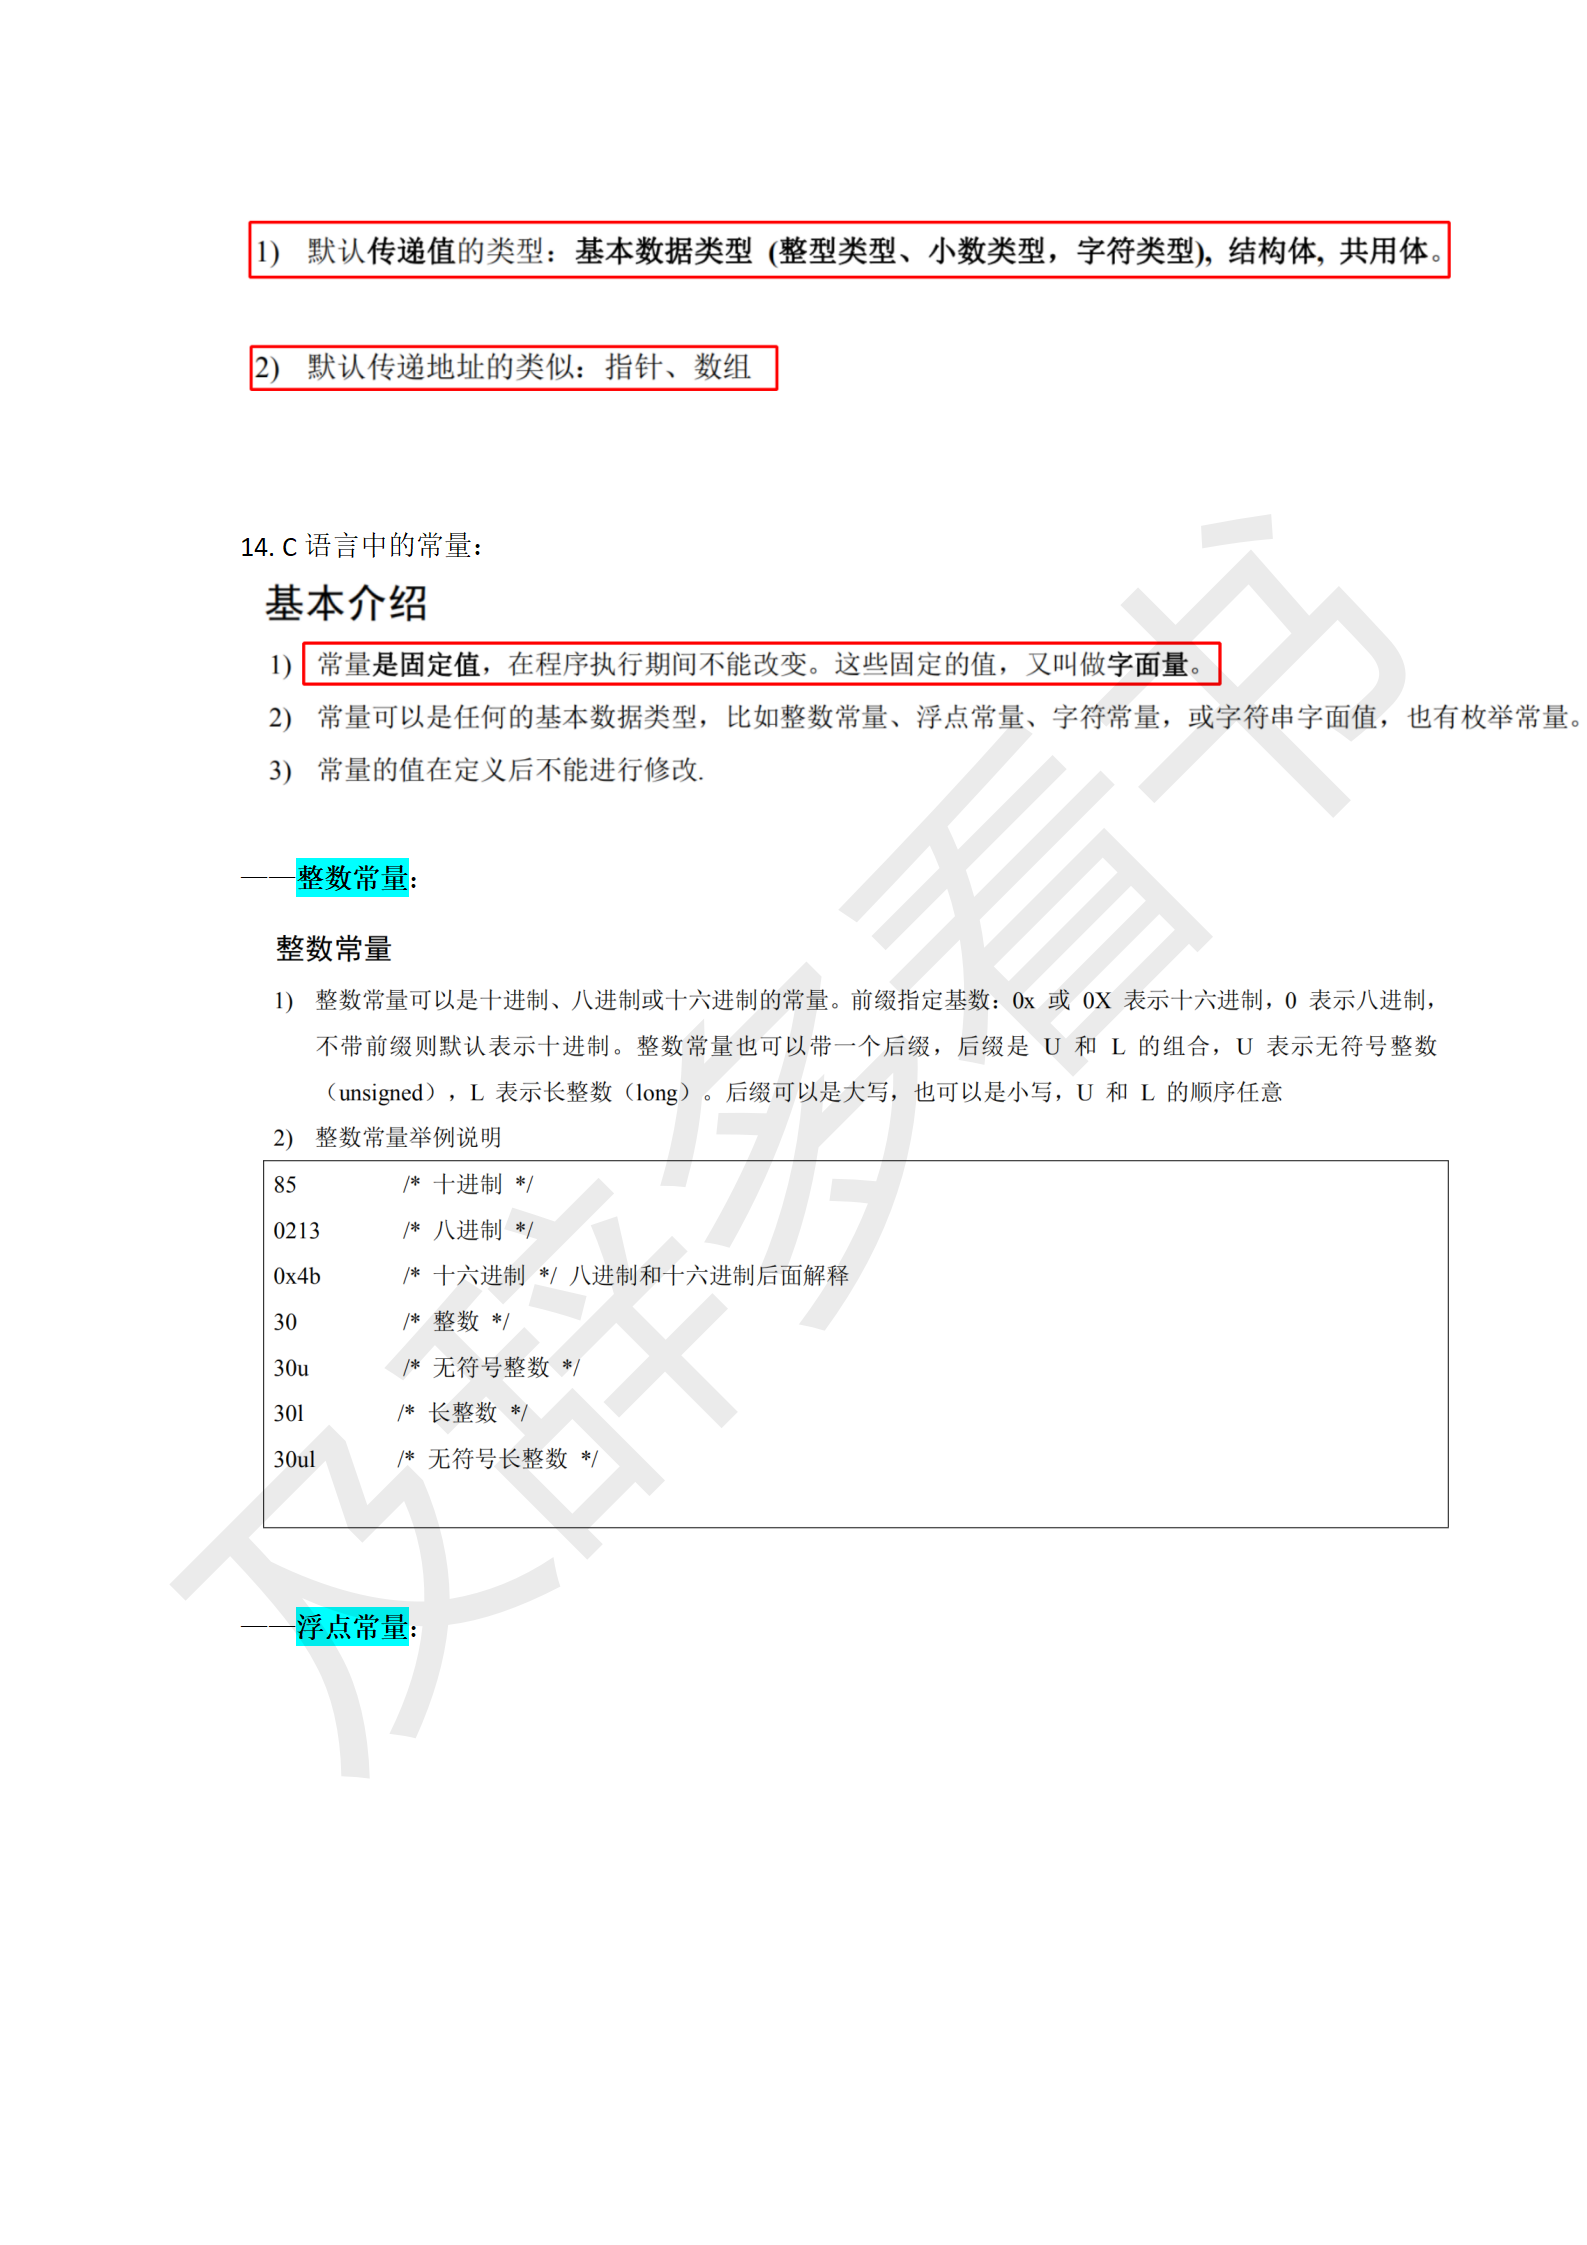 1) 默认传递值的类型：基本数据类型 (整型类型、小数类型，字符类型), 结构体, 共用体。
2) 默认传递地址的类似：指针、数组
14. C 语言中的常量：
基本介绍
1) 常量是固定值，在程序执行期间不能改变。这些固定的值，又叫做字面量。
2) 常量可以是任何的基本数据类型，比如整数常量、浮点常量、字符常量，或字符串字面值，也有枚举常量。
3) 常量的值在定义后不能进行修改.
——整数常量：
整数常量
1) 整数常量可以是十进制、八进制或十六进制的常量。前缀指定基数：0x 或 0X 表示十六进制，0 表示八进制，
不带前缀则默认表示十进制。整数常量也可以带一个后缀，后缀是 U 和 L 的组合，U 表示无符号整数
（unsigned），L 表示长整数（long）。后缀可以是大写，也可以是小写，U 和 L 的顺序任意
2) 整数常量举例说明
85 /* 十进制 */
0213 /* 八进制 */
0x4b /* 十六进制 */ 八进制和十六进制后面解释
30 /* 整数 */
30u /* 无符号整数 */
30l /* 长整数 */
30ul /* 无符号长整数 */
——浮点常量：
及辞多看书